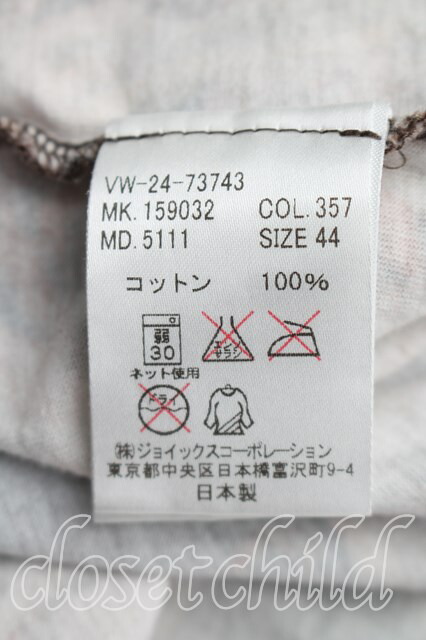 VW-24-73743
MK.159032 COL.357
MD.5111 SIZE 44
コットン 100%
弱
30
エンソ
サラシ
ネット使用
ドライ
㈱ジョイックスコーポレーション
東京都中央区日本橋富沢町9-4
日本製
closetchild